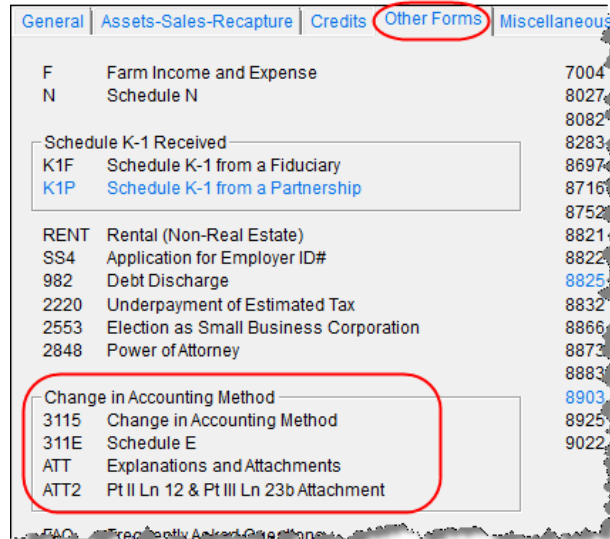 General Assets-Sales-Recapture Credits Other Forms Miscellaneous
F Farm Income and Expense 7004
N Schedule N 8027
8082
Schedule K-1 Received 8283
K1F Schedule K-1 from a Fiduciary 8697
K1P Schedule K-1 from a Partnership 8716
8752
RENT Rental (Non-Real Estate) 8821
SS4 Application for Employer ID# 8822
982 Debt Discharge 8825
2220 Underpayment of Estimated Tax 8832
2553 Election as Small Business Corporation 8866
2848 Power of Attorney 8873
8883
Change in Accounting Method 8903
3115 Change in Accounting Method 8925
311E Schedule E 9022
ATT Explanations and Attachments
ATT2 Pt II Ln 12 & Pt III Ln 23b Attachment
FAQ Frequently Asked Questions